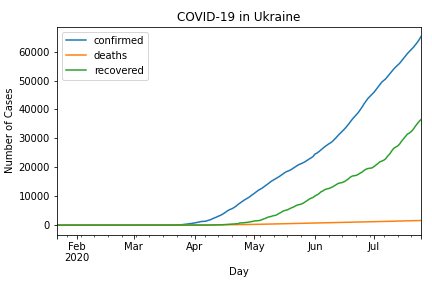 COVID-19 in Ukraine
confirmed
deaths
recovered
Number of Cases
60000
50000
40000
30000
20000
10000
0
Feb Mar Apr May Jun Jul
2020
Day